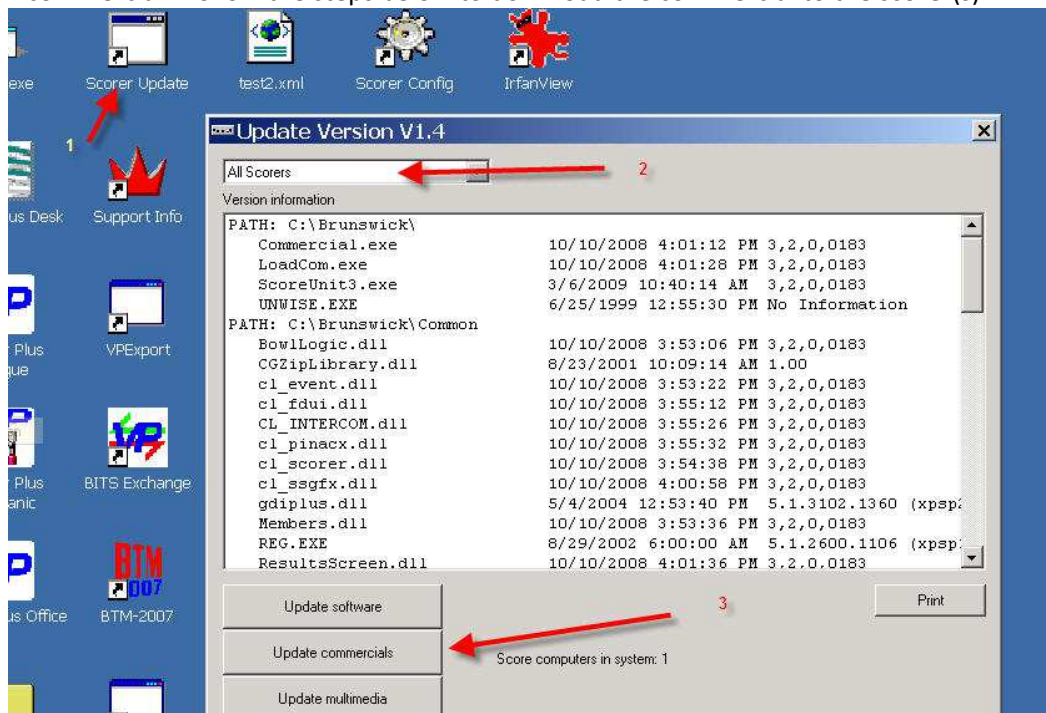 exe
Scorer Update
test2.xml
Scorer Config
IrfanView
1
Update Version V1.4
us Desk
Support Info
All Scorers
2
Version information
PATH: C:\Brunswick\
Commercial.exe 10/10/2008 4:01:12 PM 3,2,0,0183
LoadCom.exe 10/10/2008 4:01:28 PM 3,2,0,0183
ScoreUnit3.exe 3/6/2009 10:40:14 AM 3,2,0,0183
UNWISE.EXE 6/25/1999 12:55:30 PM No Information
PATH: C:\Brunswick\Common
BowlLogic.dll 10/10/2008 3:53:06 PM 3,2,0,0183
CGZipLibrary.dll 8/23/2001 10:09:14 AM 1.00
cl_event.dll 10/10/2008 3:53:22 PM 3,2,0,0183
cl_fdui.dll 10/10/2008 3:55:12 PM 3,2,0,0183
CL_INTERCOM.dll 10/10/2008 3:55:26 PM 3,2,0,0183
cl_pinacx.dll 10/10/2008 3:55:32 PM 3,2,0,0183
cl_scorer.dll 10/10/2008 3:54:38 PM 3,2,0,0183
cl_ssgfx.dll 10/10/2008 4:00:58 PM 3,2,0,0183
gdiplus.dll 5/4/2004 12:53:40 PM 5.1.3102.1360 (xpsp2
Members.dll 10/10/2008 3:53:36 PM 3,2,0,0183
REG.EXE 8/29/2002 6:00:00 AM 5.1.2600.1106 (xpsp
ResultsScreen.dll 10/10/2008 4:01:36 PM 3,2,0,0183
Plus
VPExport
VP
Plus
anic
BITS Exchange
BTM
007
us Office
BTM-2007
Update software
3
Print
Update commercials
Score computers in system: 1
Update multimedia